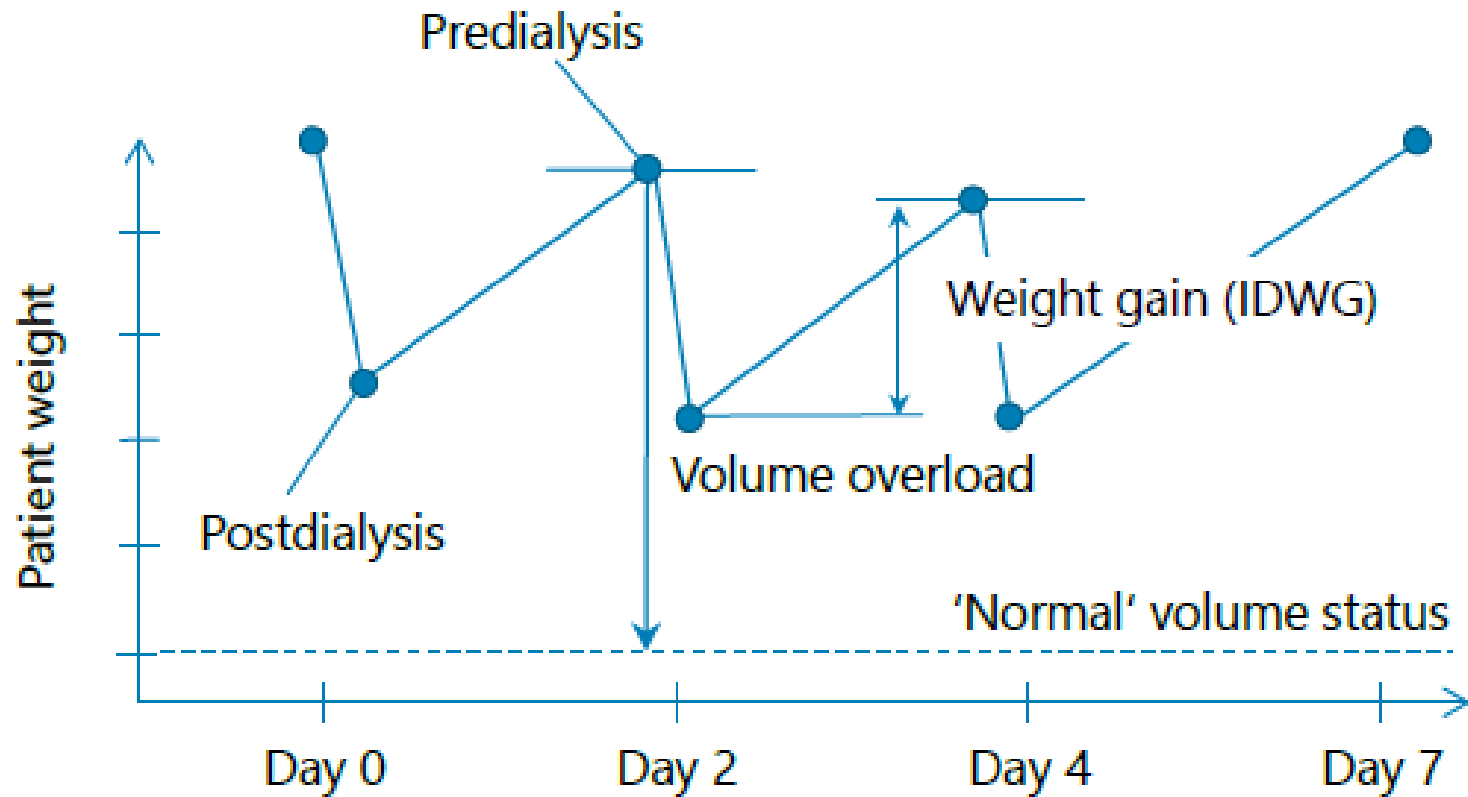 Predialysis
Patient weight
Weight gain (IDWG)
Volume overload
Postdialysis
‘Normal‘ volume status
Day 0
Day 2
Day 4
Day 7